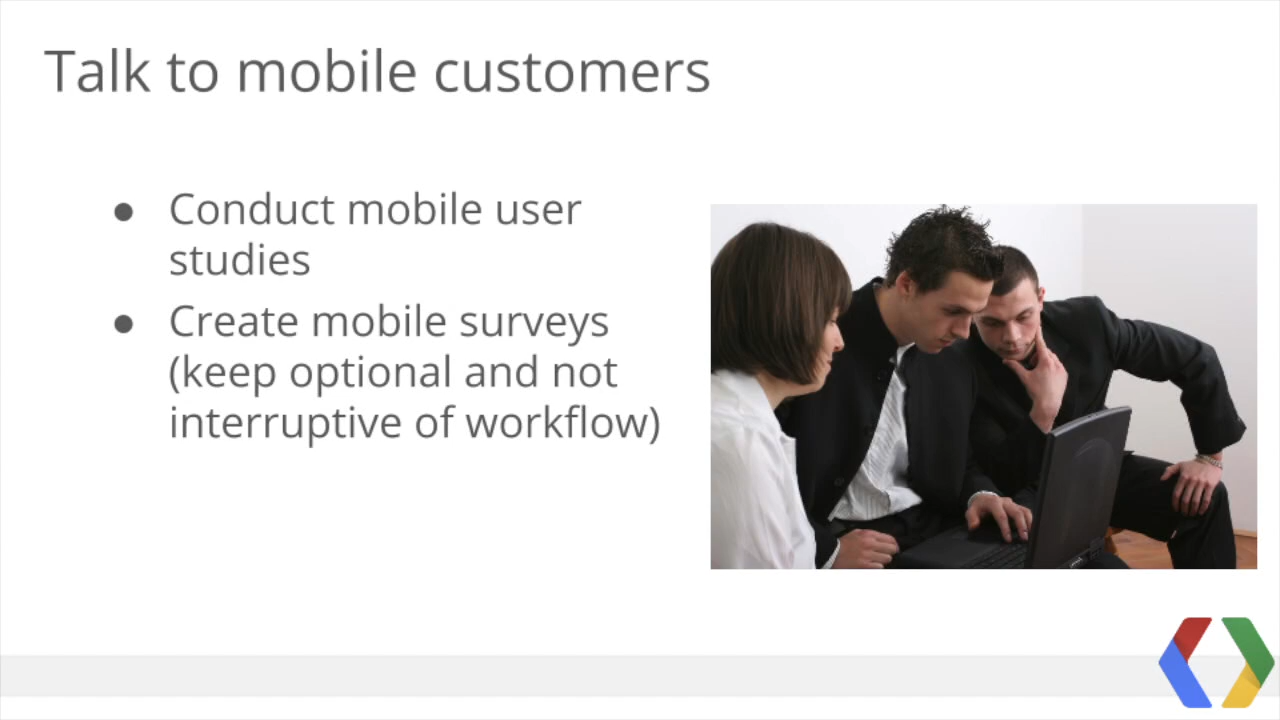 Talk to mobile customers
● Conduct mobile user
studies
● Create mobile surveys
(keep optional and not
interruptive of workflow)